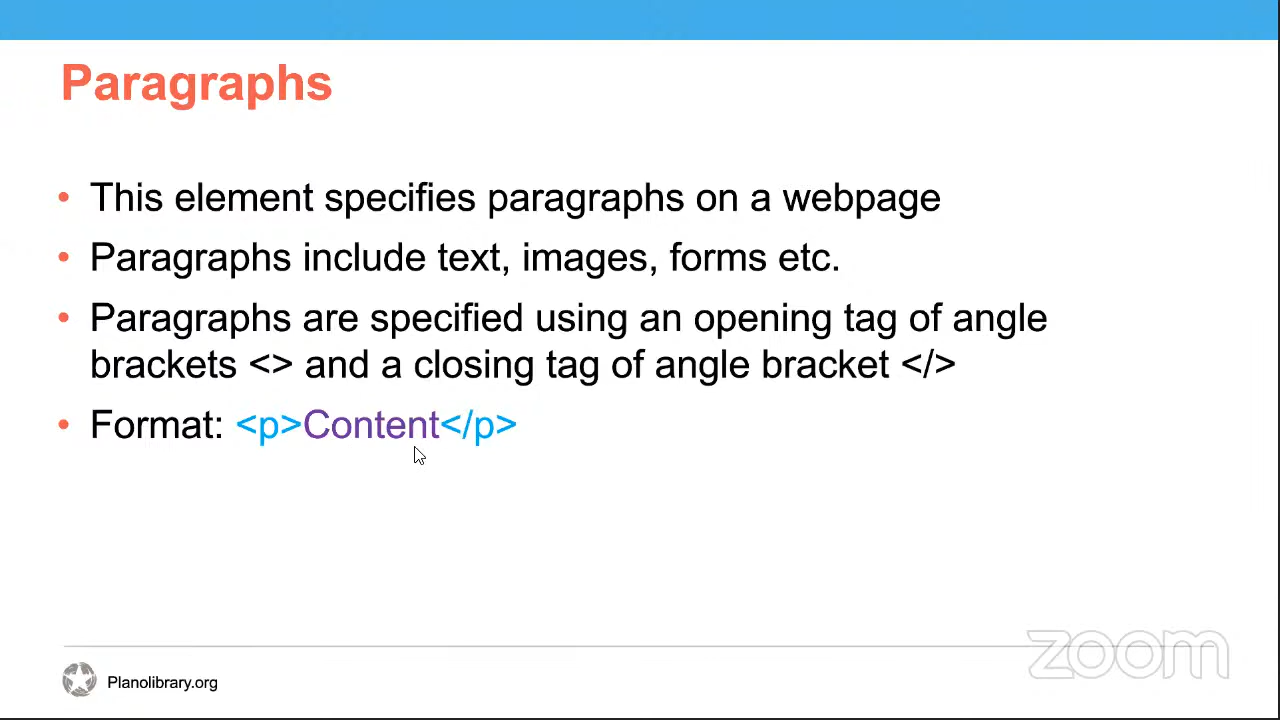 Paragraphs
• This element specifies paragraphs on a webpage
• Paragraphs include text, images, forms etc.
• Paragraphs are specified using an opening tag of angle
brackets <> and a closing tag of angle bracket </>
• Format: <p>Content</p>
zoom
Planolibrary.org